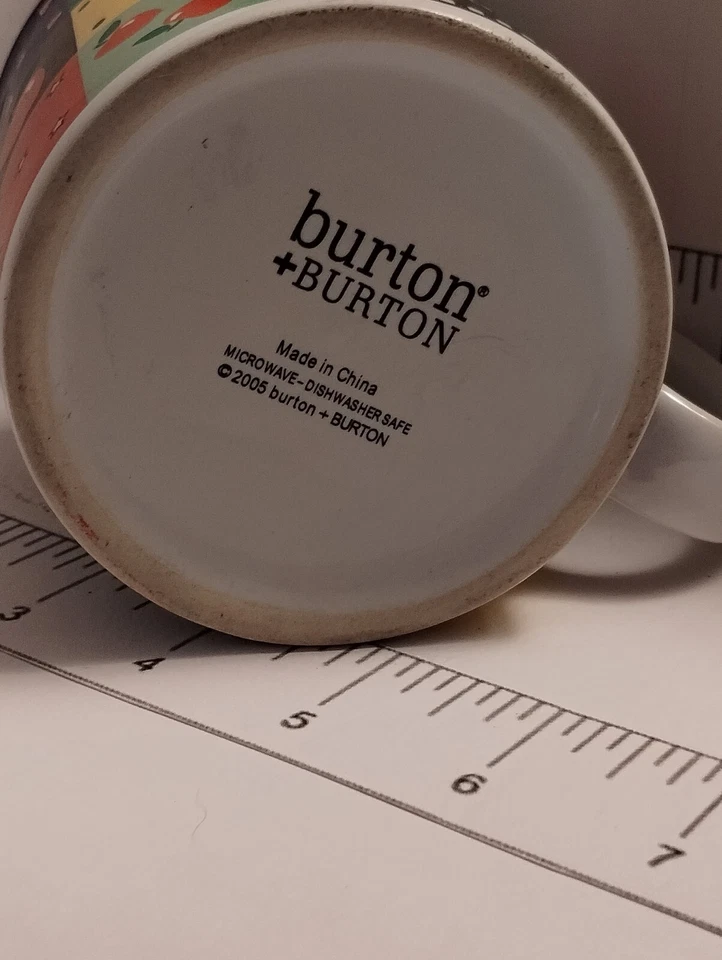 burton®
+BURTON
Made in China
MICROWAVE-DISHWASHER SAFE
© 2005 burton + BURTON
3
4
5
6
7